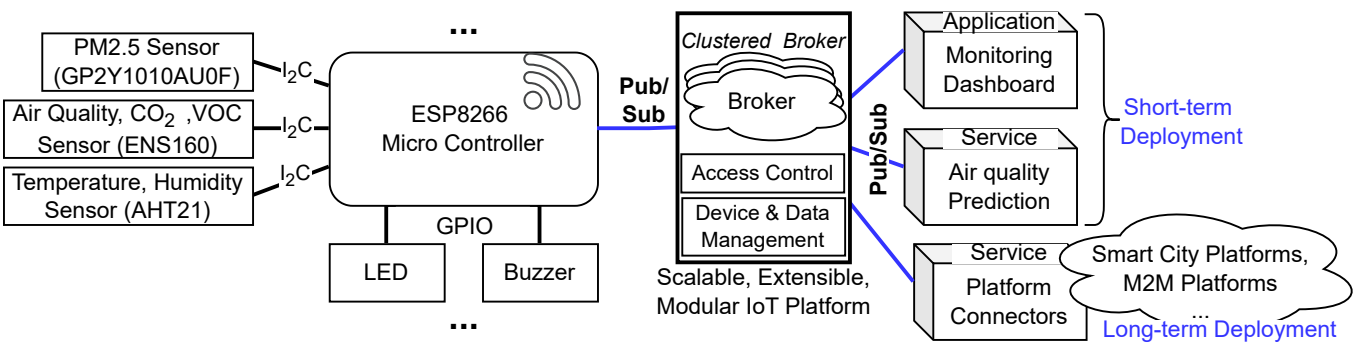 ...
PM2.5 Sensor
(GP2Y1010AU0F)
Air Quality, CO2 ,VOC
Sensor (ENS160)
Temperature, Humidity
Sensor (AHT21)
I2C
I2C
I2C
ESP8266
Micro Controller
GPIO
LED
Buzzer
...
Pub/
Sub
Clustered Broker
Broker
Access Control
Device & Data
Management
Scalable, Extensible,
Modular IoT Platform
Pub/Sub
Application
Monitoring
Dashboard
Service
Air quality
Prediction
Short-term
Deployment
Service
Platform
Connectors
Smart City Platforms,
M2M Platforms
...
Long-term Deployment